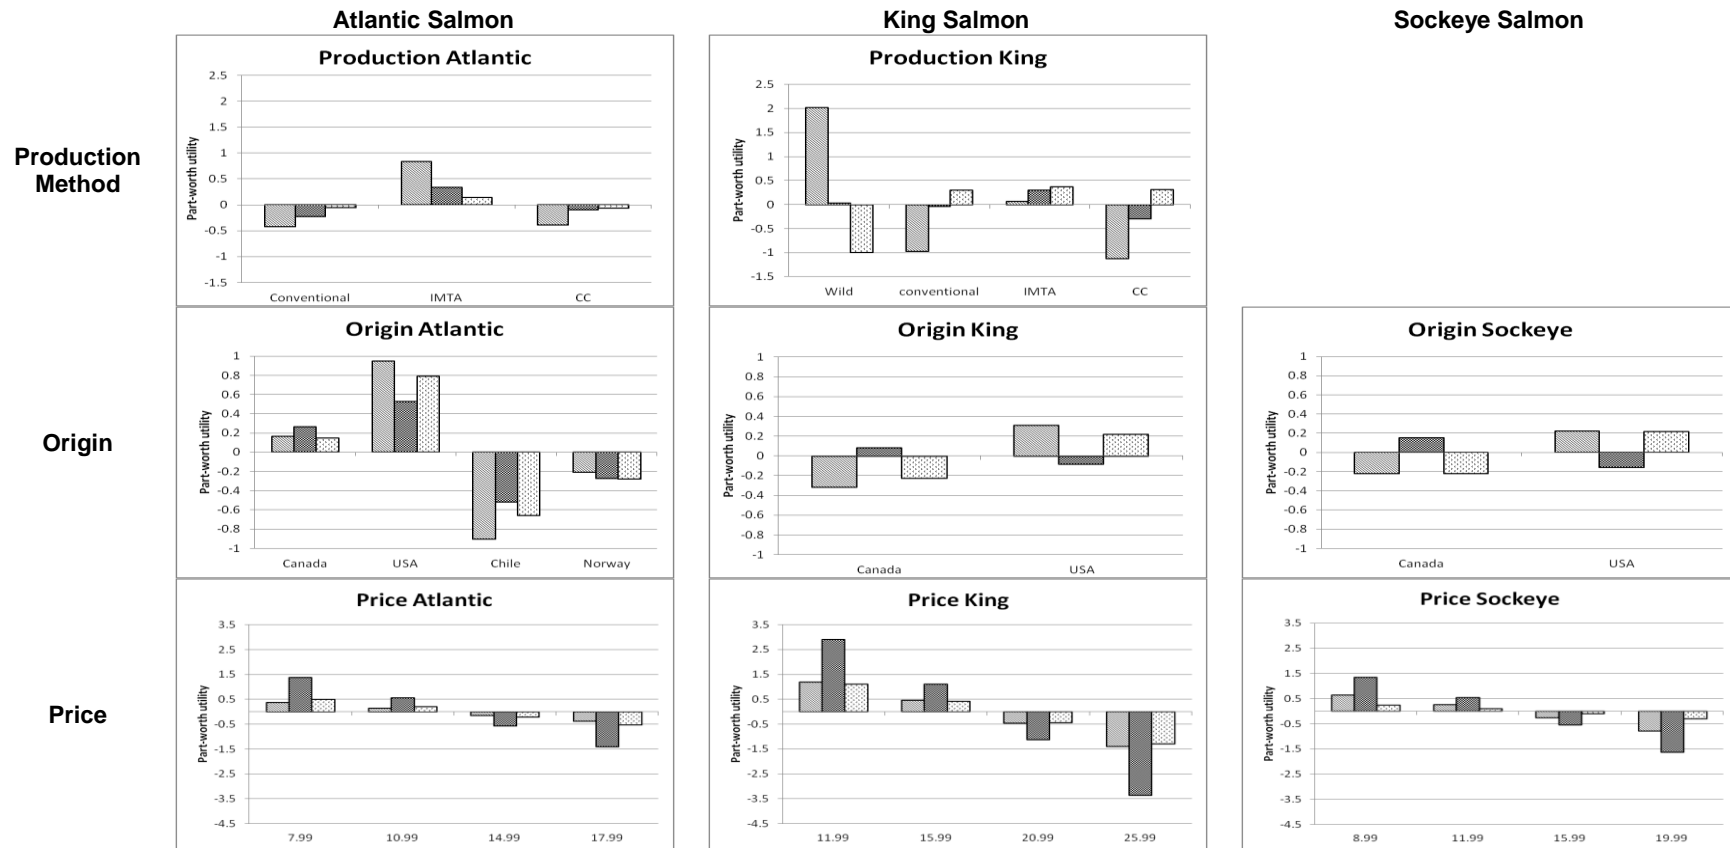 Atlantic Salmon
King Salmon
Sockeye Salmon
Production
Method
Production Atlantic
Part-worth utility
2.5
2
1.5
1
0.5
0
-0.5
-1
-1.5
Conventional IMTA CC
Production King
Part-worth utility
2.5
2
1.5
1
0.5
0
-0.5
-1
-1.5
Wild conventional IMTA CC
Origin
Origin Atlantic
Part-worth utility
1
0.8
0.6
0.4
0.2
0
-0.2
-0.4
-0.6
-0.8
-1
Canada USA Chile Norway
Origin King
Part-worth utility
1
0.8
0.6
0.4
0.2
0
-0.2
-0.4
-0.6
-0.8
-1
Canada USA
Origin Sockeye
Part-worth utility
1
0.8
0.6
0.4
0.2
0
-0.2
-0.4
-0.6
-0.8
-1
Canada USA
Price
Price Atlantic
Part-worth utility
3.5
2.5
1.5
0.5
-0.5
-1.5
-2.5
-3.5
-4.5
7.99 10.99 14.99 17.99
Price King
Part-worth utility
3.5
2.5
1.5
0.5
-0.5
-1.5
-2.5
-3.5
-4.5
11.99 15.99 20.99 25.99
Price Sockeye
Part-worth utility
3.5
2.5
1.5
0.5
-0.5
-1.5
-2.5
-3.5
-4.5
8.99 11.99 15.99 19.99